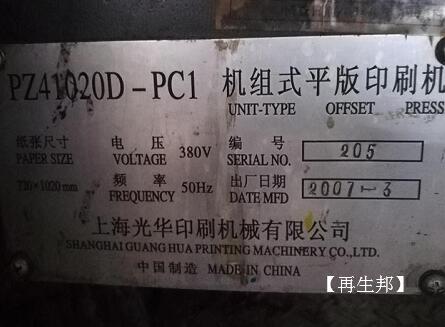 PZ41020D-PC1 机组式平版印刷机
UNIT-TYPE OFFSET PRESS
纸张尺寸 电压 380V 编号 205
PAPER SIZE VOLTAGE SERIAL NO.
720×1020mm 频率 50Hz 出厂日期 2007-3
FREQUENCY DATE MFD
上海光华印刷机械有限公司
SHANGHAI GUANG HUA PRINTING MACHINERY CO.,LTD.
中国制造 MADE IN CHINA
【再生邦】